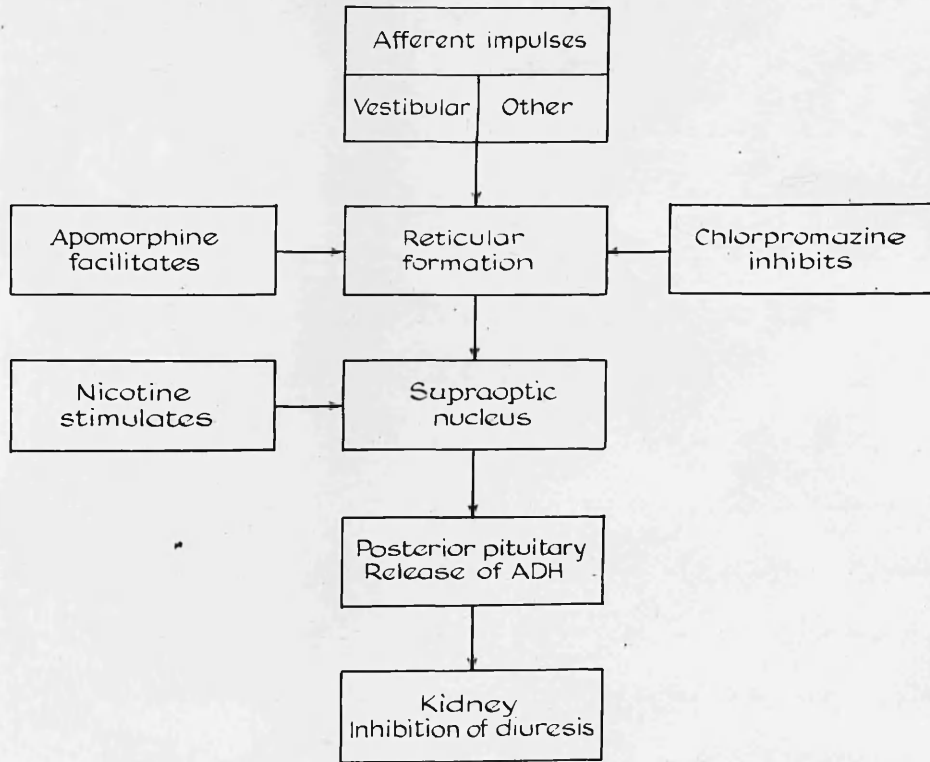 Afferent impulses
Vestibular
Other
Apomorphine
facilitates
Reticular
formation
Chlorpromazine
inhibits
Nicotine
stimulates
Supraoptic
nucleus
Posterior pituitary
Release of ADH
Kidney
Inhibition of diuresis